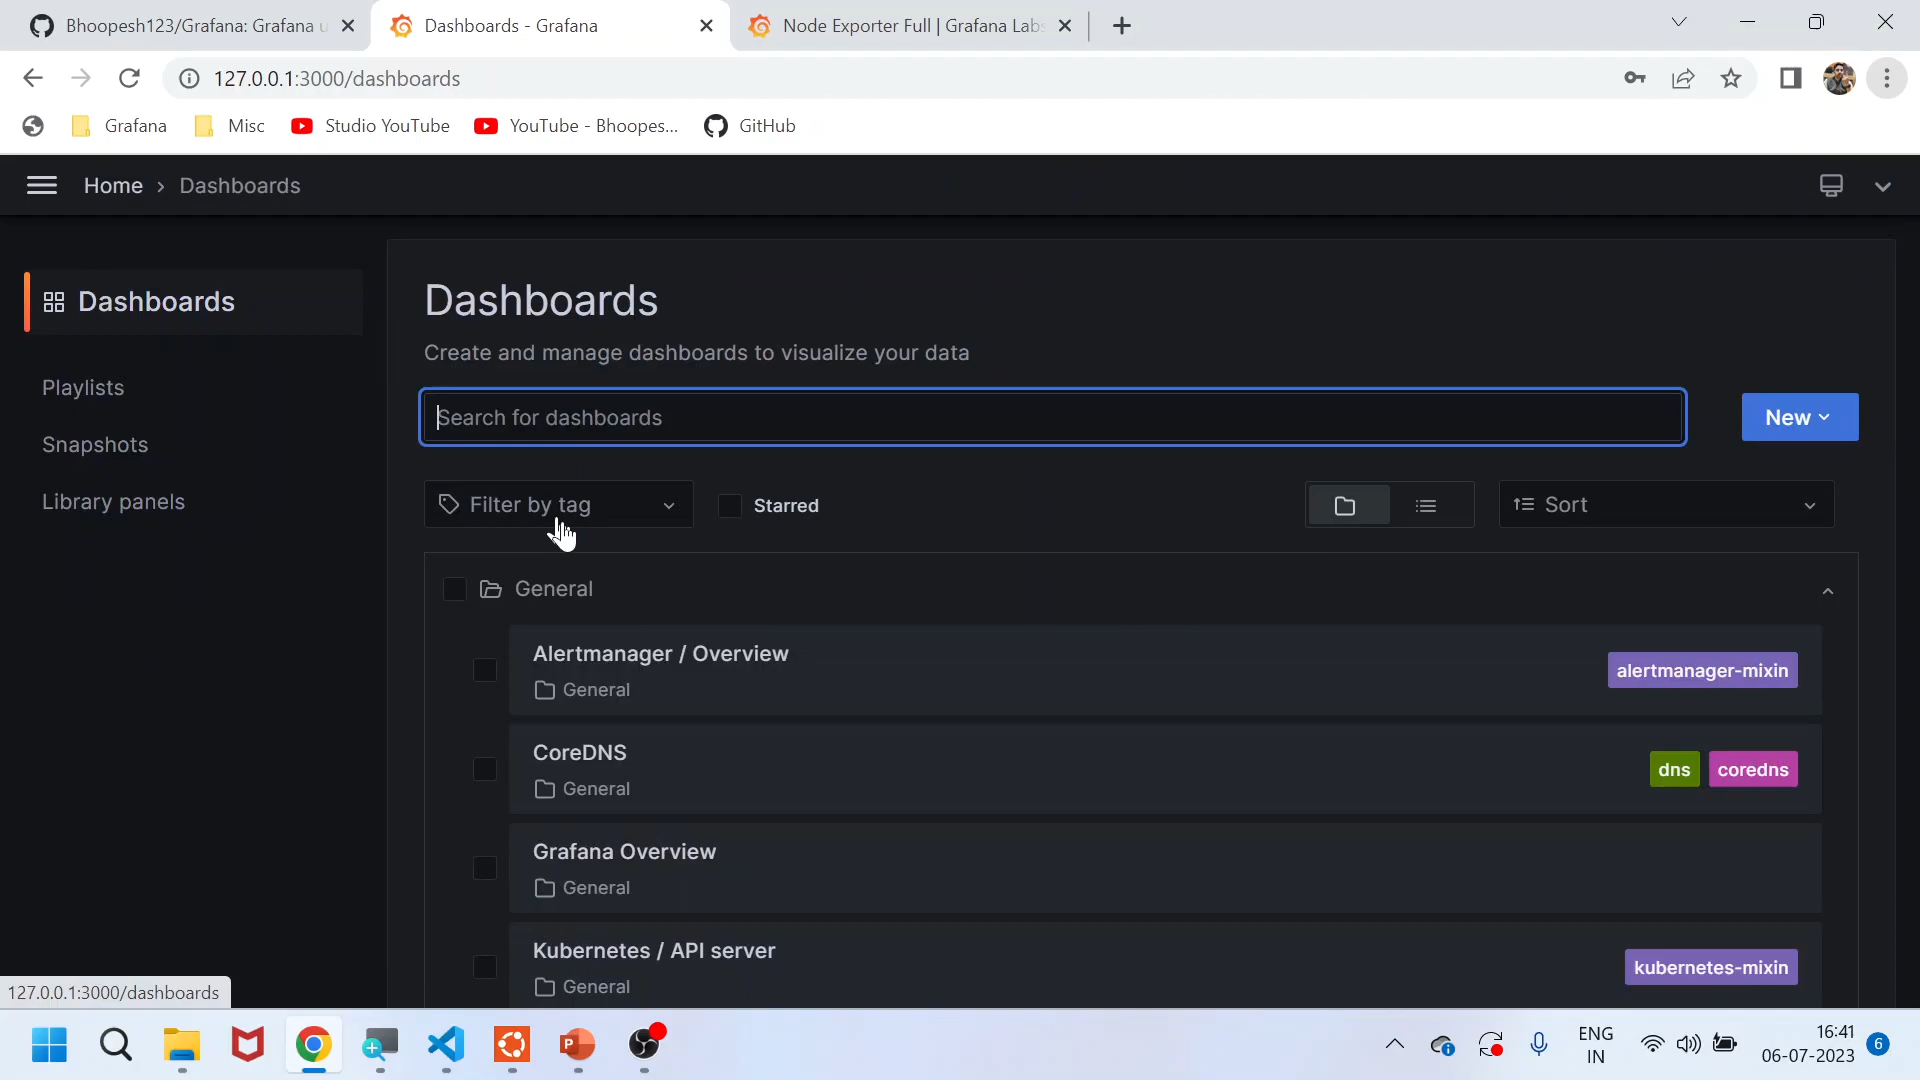 Bhoopesh123/Grafana: Grafana u
Dashboards - Grafana
Node Exporter Full | Grafana Labs
127.0.0.1:3000/dashboards
Grafana
Misc
Studio YouTube
YouTube - Bhoopes...
GitHub
Home › Dashboards
Dashboards
Playlists
Snapshots
Library panels
Dashboards
Create and manage dashboards to visualize your data
Search for dashboards
New
Filter by tag
Starred
Sort
General
Alertmanager / Overview
General
alertmanager-mixin
CoreDNS
General
dns
coredns
Grafana Overview
General
Kubernetes / API server
General
kubernetes-mixin
127.0.0.1:3000/dashboards
P
ENG
IN
16:41
06-07-2023
6